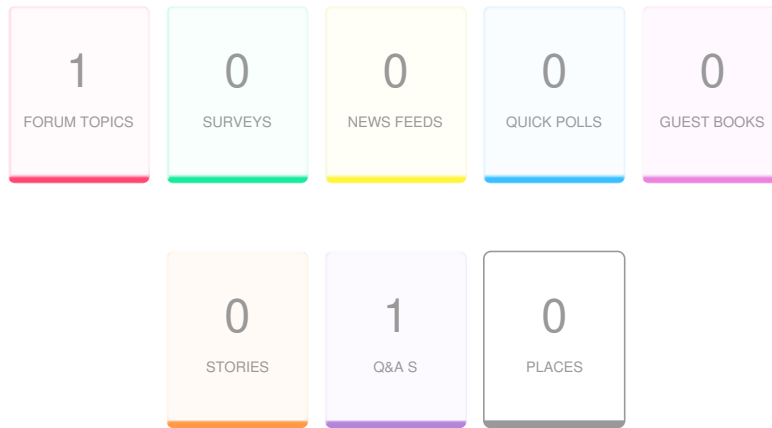 1 0 0 0 0
FORUM TOPICS SURVEYS NEWS FEEDS QUICK POLLS GUEST BOOKS
0 1 0
STORIES Q&A S PLACES